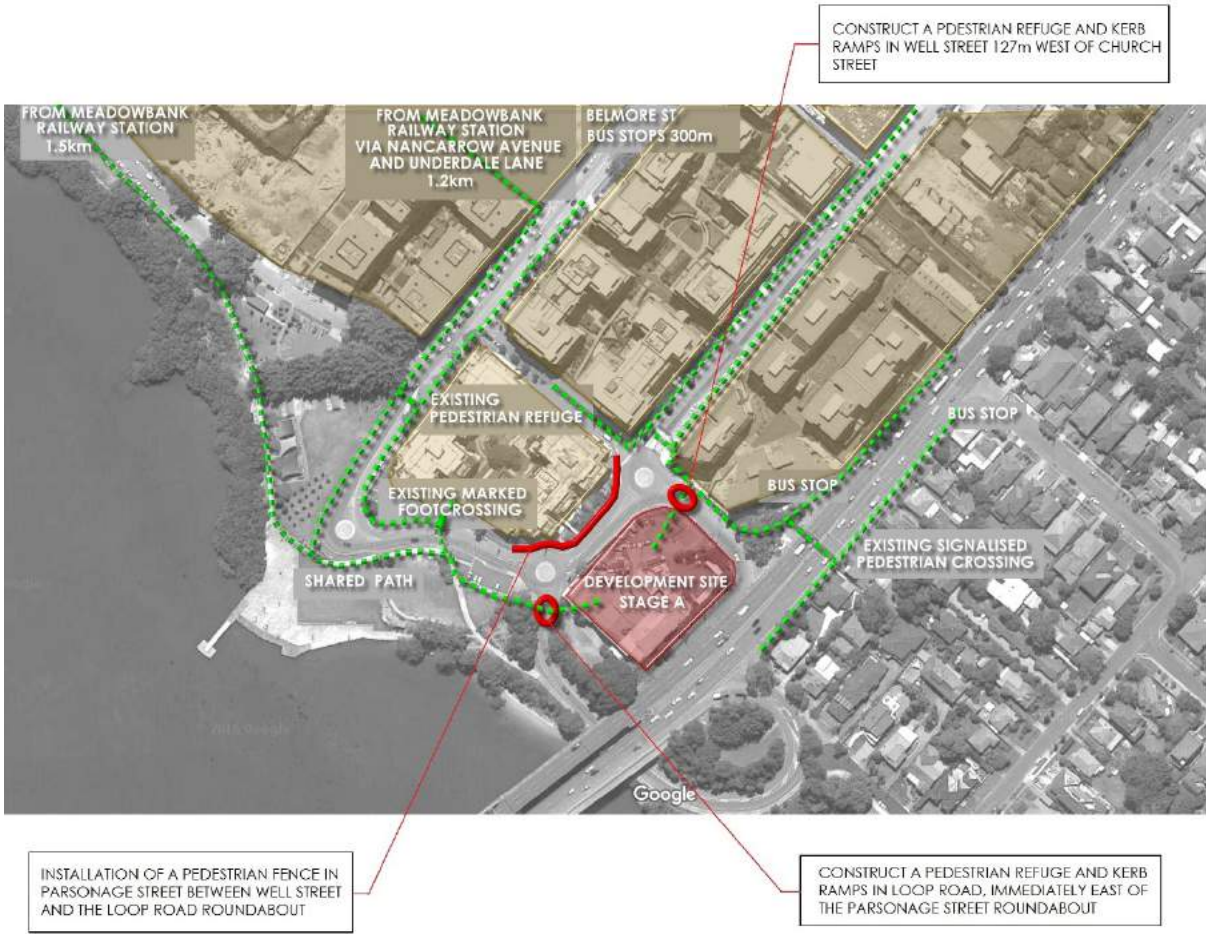 CONSTRUCT A PDESTRIAN REFUGE AND KERB
RAMPS IN WELL STREET 127m WEST OF CHURCH
STREET
FROM MEADOWBANK
RAILWAY STATION
1.5km
FROM MEADOWBANK
RAILWAY STATION
VIA NANCARROW AVENUE
AND UNDERDALE LANE
1.2km
BELMORE ST
BUS STOPS 300m
EXISTING
PEDESTRIAN REFUGE
BUS STOP
BUS STOP
EXISTING MARKED
FOOTCROSSING
EXISTING SIGNALISED
PEDESTRIAN CROSSING
SHARED PATH
DEVELOPMENT SITE
STAGE A
Google
INSTALLATION OF A PEDESTRIAN FENCE IN
PARSONAGE STREET BETWEEN WELL STREET
AND THE LOOP ROAD ROUNDABOUT
CONSTRUCT A PEDESTRIAN REFUGE AND KERB
RAMPS IN LOOP ROAD, IMMEDIATELY EAST OF
THE PARSONAGE STREET ROUNDABOUT